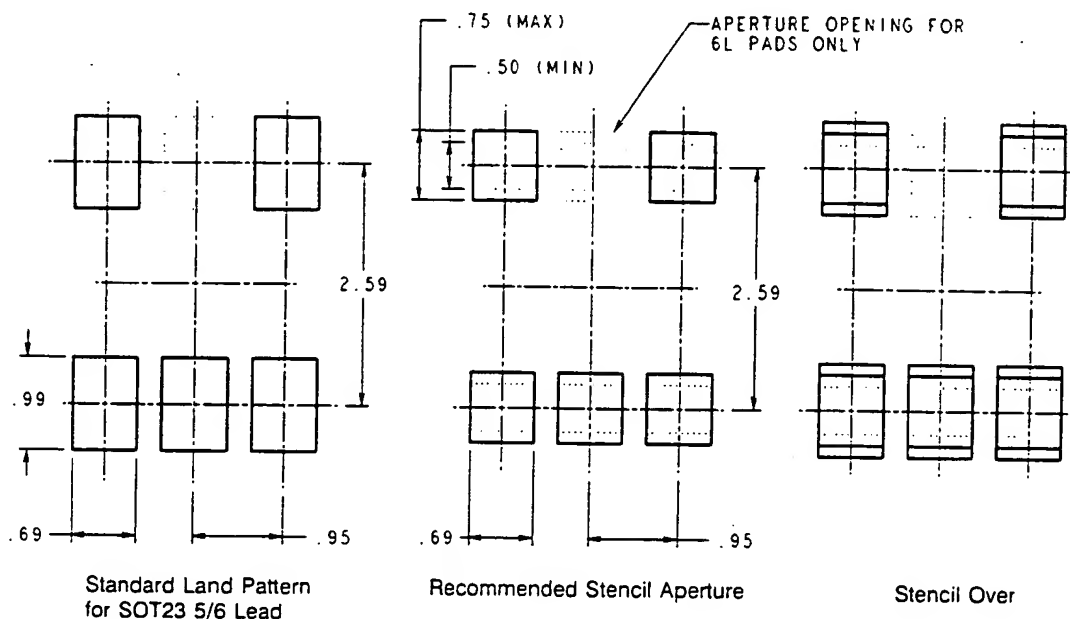 .75 (MAX)
.50 (MIN)
APERTURE OPENING FOR
6L PADS ONLY
2.59
2.59
.99
.69
.95
.69
.95
Standard Land Pattern
for SOT23 5/6 Lead
Recommended Stencil Aperture
Stencil Over